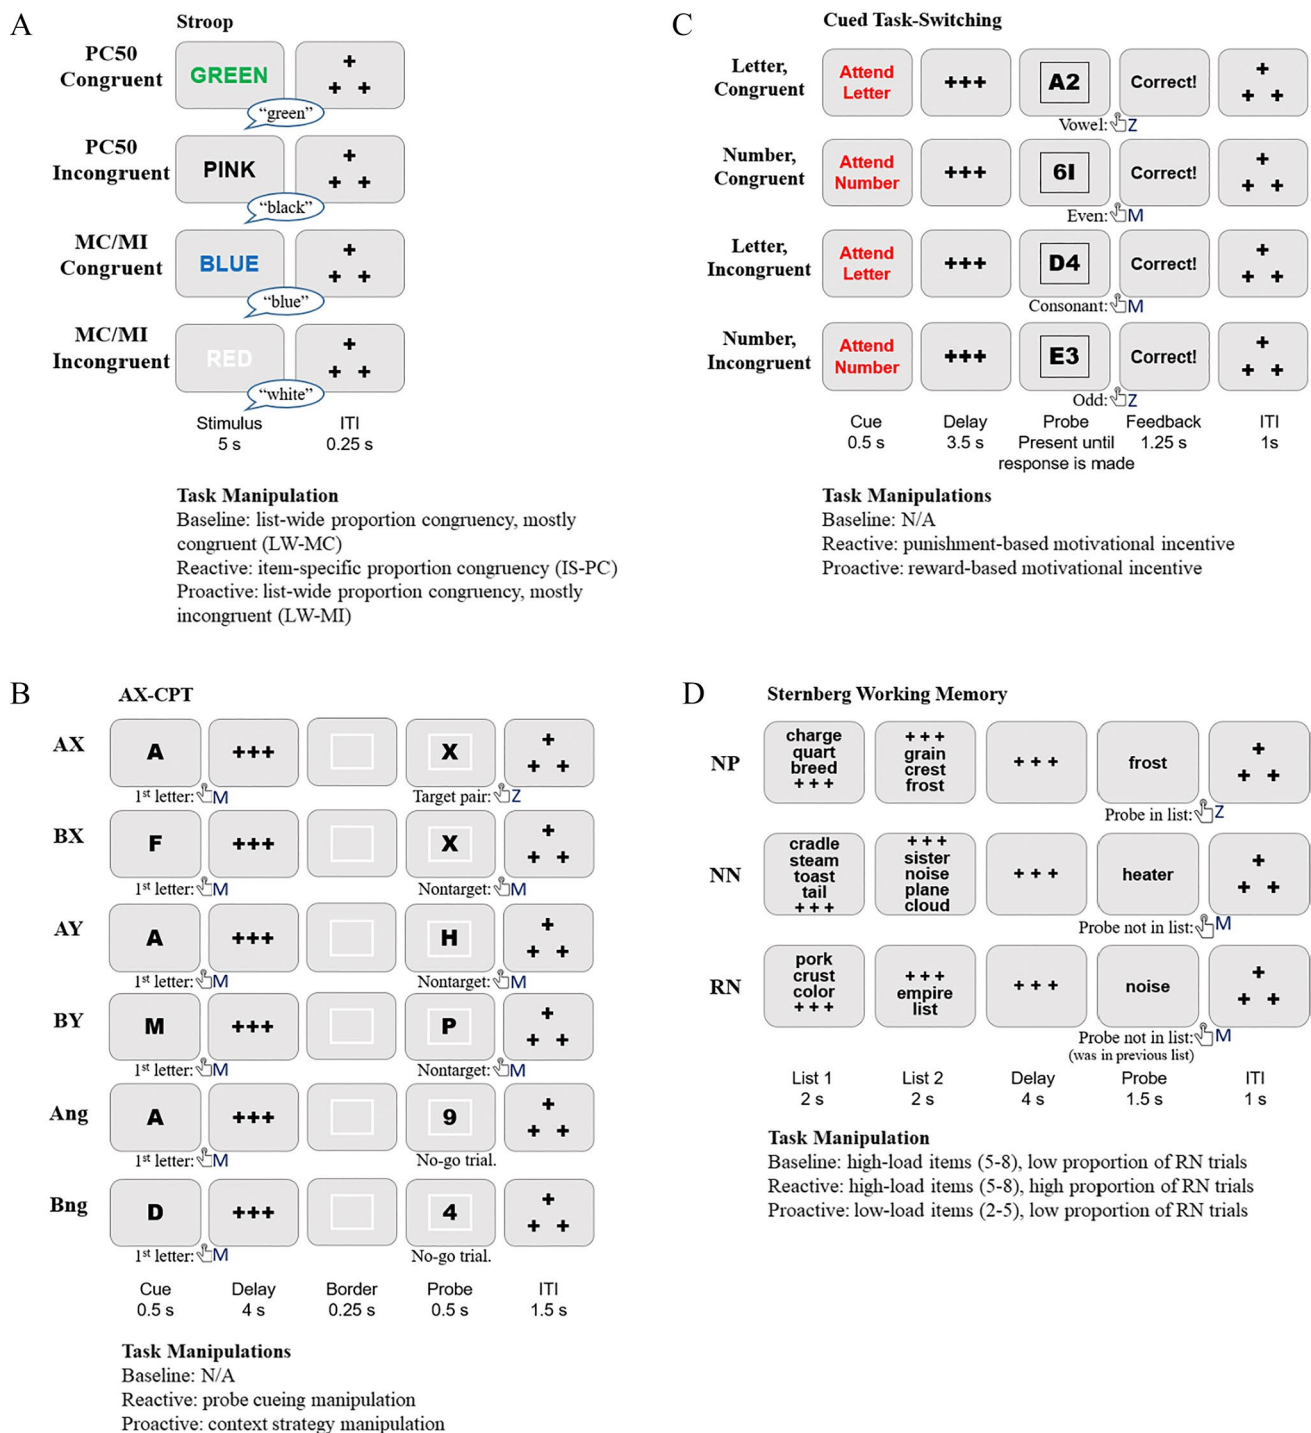 A
Stroop
PC50
Congruent
GREEN
+
+ +
“green”
PC50
Incongruent
PINK
+
+ +
“black”
MC/MI
Congruent
BLUE
+
+ +
“blue”
MC/MI
Incongruent
RED
+
+ +
“white”
Stimulus ITI
5 s 0.25 s
Task Manipulation
Baseline: list-wide proportion congruency, mostly
congruent (LW-MC)
Reactive: item-specific proportion congruency (IS-PC)
Proactive: list-wide proportion congruency, mostly
incongruent (LW-MI)
B
AX-CPT
AX
A +++ X
+
+ +
1st letter: M Target pair: Z
BX
F +++ X
+
+ +
1st letter: M Nontarget: M
AY
A +++ H
+
+ +
1st letter: M Nontarget: M
BY
M +++ P
+
+ +
1st letter: M Nontarget: M
Ang
A +++ 9
+
+ +
1st letter: M No-go trial.
Bng
D +++ 4
+
+ +
1st letter: M No-go trial.
Cue Delay Border Probe ITI
0.5 s 4 s 0.25 s 0.5 s 1.5 s
Task Manipulations
Baseline: N/A
Reactive: probe cueing manipulation
Proactive: context strategy manipulation
C
Cued Task-Switching
Letter,
Congruent
Attend
Letter
+++ A2 Correct!
+
+ +
Vowel: Z
Number,
Congruent
Attend
Number
+++ 6I Correct!
+
+ +
Even: M
Letter,
Incongruent
Attend
Letter
+++ D4 Correct!
+
+ +
Consonant: M
Number,
Incongruent
Attend
Number
+++ E3 Correct!
+
+ +
Odd: Z
Cue Delay Probe Feedback ITI
0.5 s 3.5 s Present until 1.25 s 1s
response is made
Task Manipulations
Baseline: N/A
Reactive: punishment-based motivational incentive
Proactive: reward-based motivational incentive
D
Sternberg Working Memory
NP
charge
quart
breed
+ + +
+ + +
grain
crest
frost
+ + +
frost
+
+ +
Probe in list: Z
NN
cradle
steam
toast
tail
+ + +
+ + +
sister
noise
plane
cloud
+ + +
heater
+
+ +
Probe not in list: M
RN
pork
crust
color
+ + +
+ + +
empire
list
+ + +
noise
+
+ +
Probe not in list: M
(was in previous list)
List 1 List 2 Delay Probe ITI
2 s 2 s 4 s 1.5 s 1 s
Task Manipulation
Baseline: high-load items (5-8), low proportion of RN trials
Reactive: high-load items (5-8), high proportion of RN trials
Proactive: low-load items (2-5), low proportion of RN trials